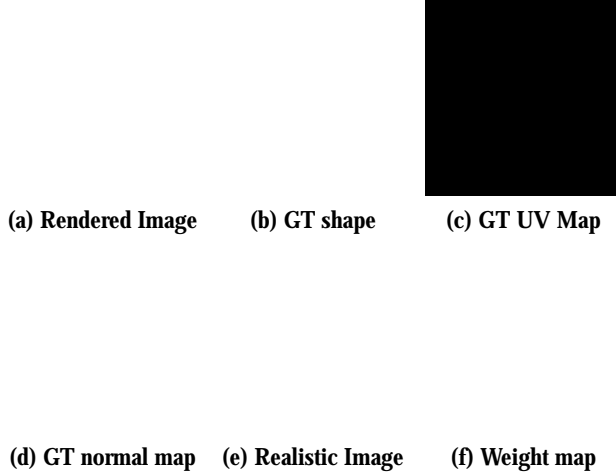 (a) Rendered Image (b) GT shape (c) GT UV Map
(d) GT normal map (e) Realistic Image (f) Weight map